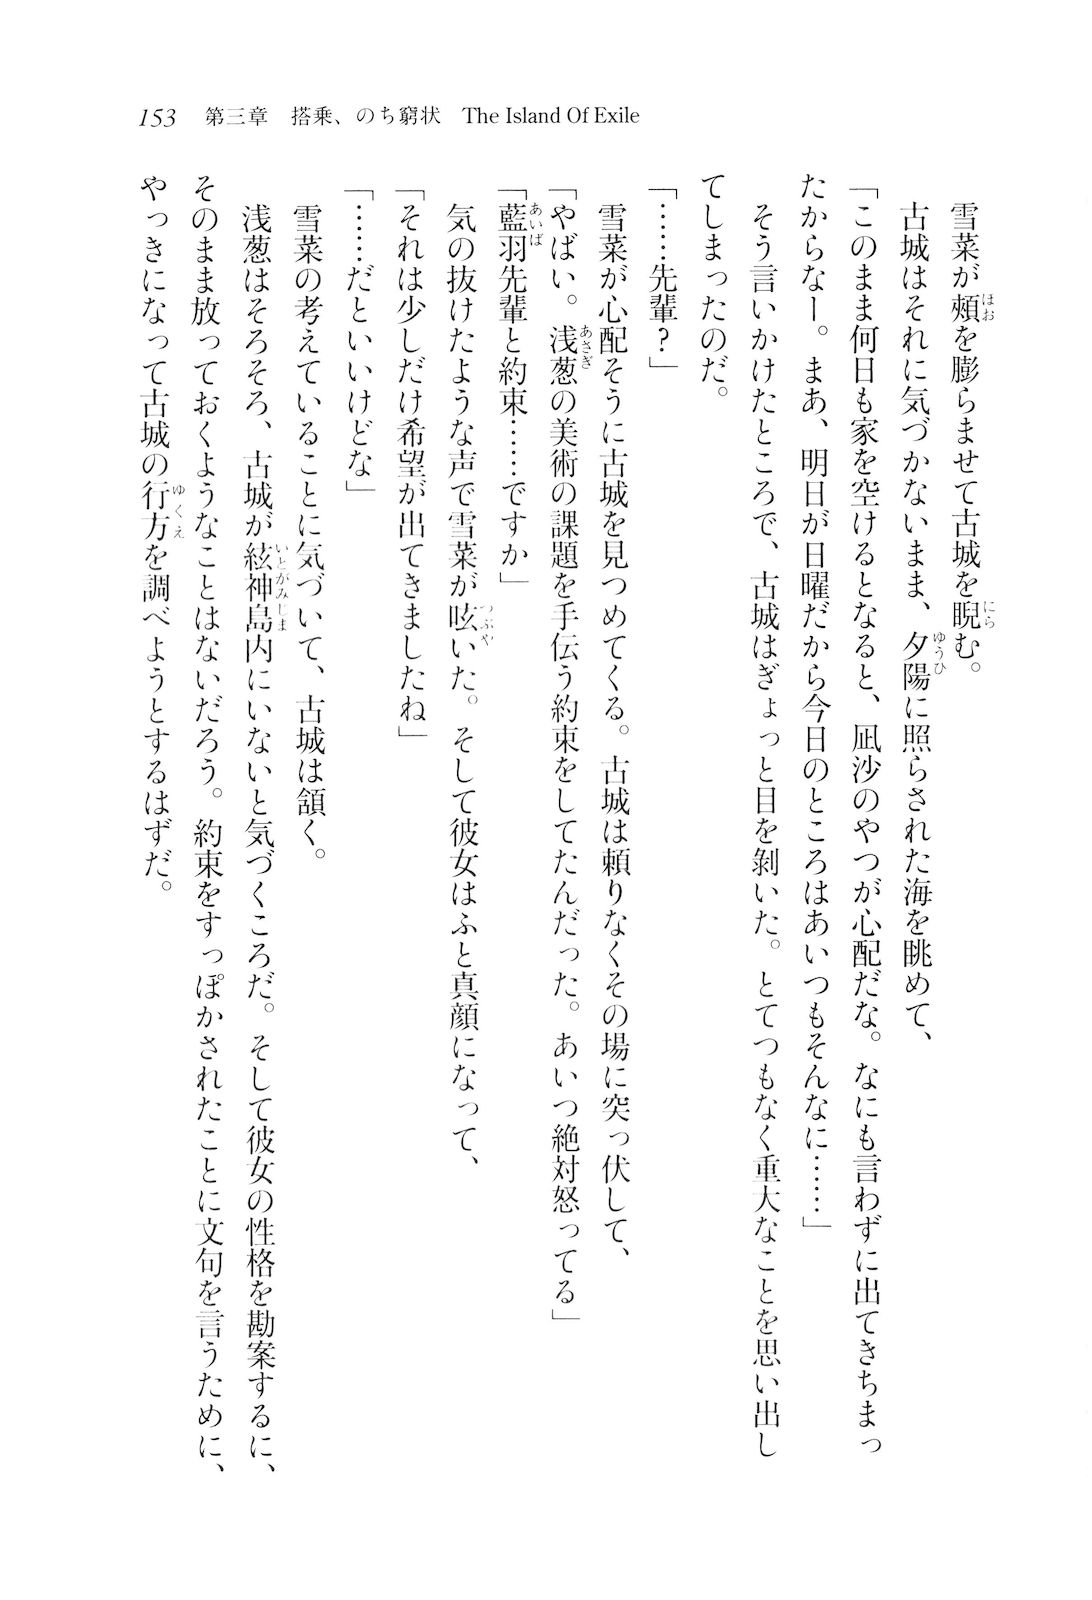 153　第三章　搭乗、のち窮状　The Island Of Exile
　雪菜が頰を膨らませて古城を睨む。
　古城はそれに気づかないまま、夕陽に照らされた海を眺めて、
「このまま何日も家を空けるとなると、凪沙のやつが心配だな。なにも言わずに出てきちまっ
たからなー。まあ、明日が日曜だから今日のところはあいつもそんなに……」
　そう言いかけたところで、古城はぎょっと目を剝いた。とてつもなく重大なことを思い出し
てしまったのだ。
「……先輩？」
　雪菜が心配そうに古城を見つめてくる。古城は頼りなくその場に突っ伏して、
「やばい。浅葱の美術の課題を手伝う約束をしてたんだった。あいつ絶対怒ってる」
「藍羽先輩と約束……ですか」
　気の抜けたような声で雪菜が呟いた。そして彼女はふと真顔になって、
「それは少しだけ希望が出てきましたね」
「……だといいけどな」
　雪菜の考えていることに気づいて、古城は頷く。
　浅葱はそろそろ、古城が絃神島内にいないと気づくころだ。そして彼女の性格を勘案するに、
そのまま放っておくようなことはないだろう。約束をすっぽかされたことに文句を言うために、
やっきになって古城の行方を調べようとするはずだ。